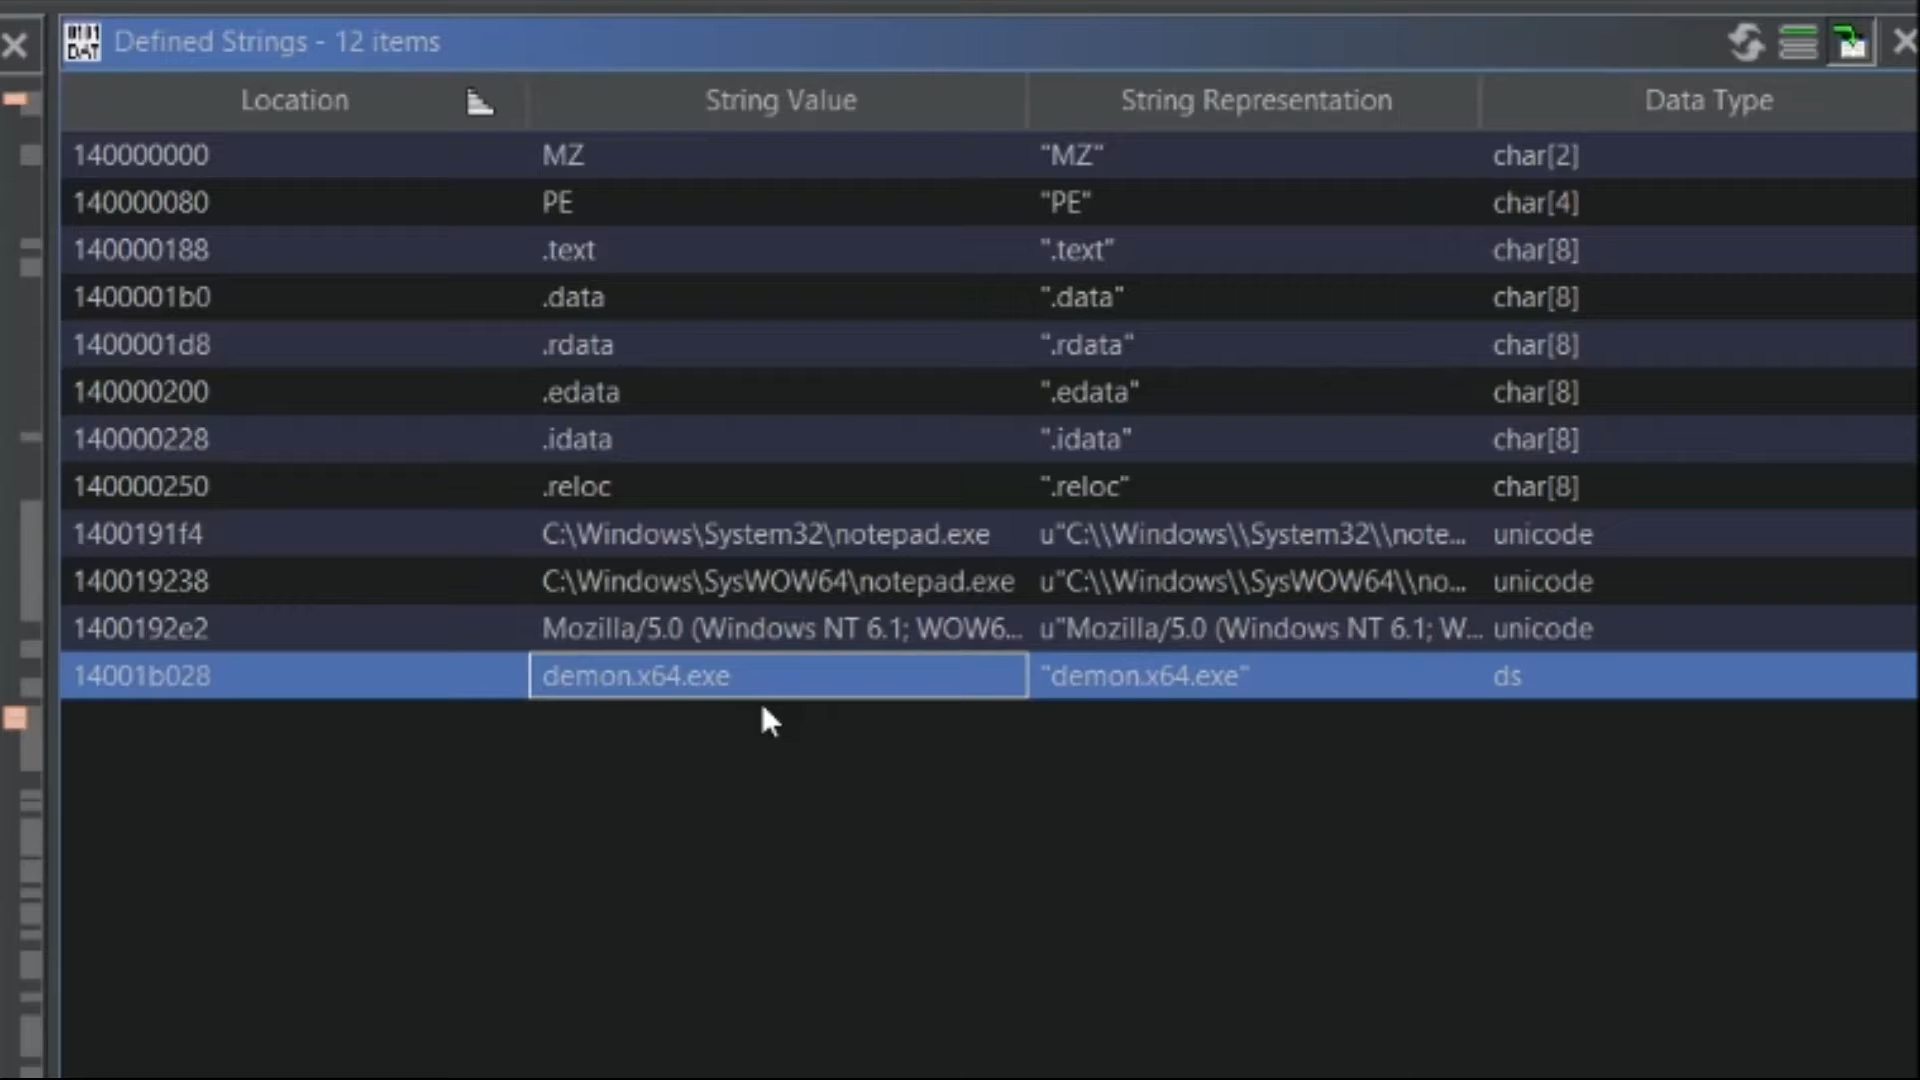 Defined Strings - 12 items
Location String Value String Representation Data Type
140000000 MZ "MZ" char[2]
140000080 PE "PE" char[4]
140000188 .text ".text" char[8]
1400001b0 .data ".data" char[8]
1400001d8 .rdata ".rdata" char[8]
140000200 .edata ".edata" char[8]
140000228 .idata ".idata" char[8]
140000250 .reloc ".reloc" char[8]
1400191f4 C:\Windows\System32\notepad.exe u"C:\\Windows\\System32\\note... unicode
140019238 C:\Windows\SysWOW64\notepad.exe u"C:\\Windows\\SysWOW64\\no... unicode
1400192e2 Mozilla/5.0 (Windows NT 6.1; WOW6... u"Mozilla/5.0 (Windows NT 6.1; W... unicode
14001b028 demon.x64.exe "demon.x64.exe" ds